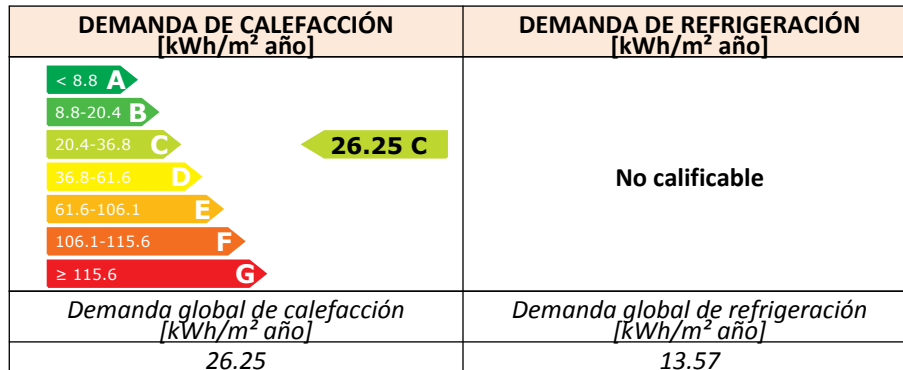 DEMANDA DE CALEFACCIÓN
[kWh/m² año]
DEMANDA DE REFRIGERACIÓN
[kWh/m² año]
< 8.8 A
8.8-20.4 B
20.4-36.8 C
36.8-61.6 D
61.6-106.1 E
106.1-115.6 F
≥ 115.6 G
26.25 C
No calificable
Demanda global de calefacción
[kWh/m² año]
Demanda global de refrigeración
[kWh/m² año]
26.25
13.57